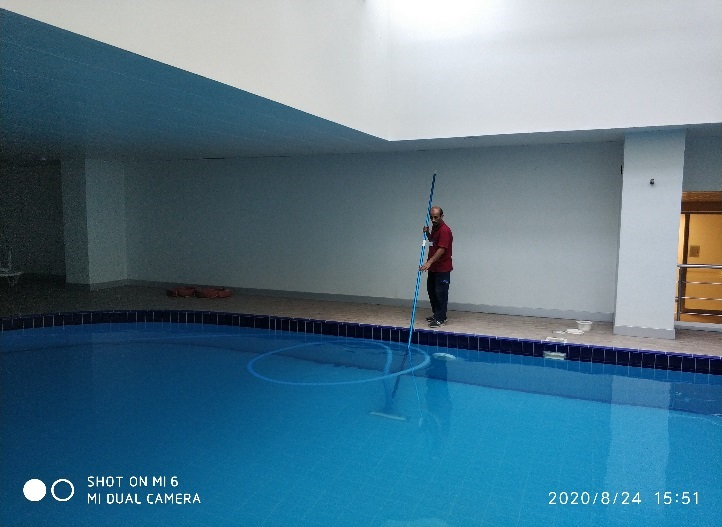 SHOT ON MI 6
MI DUAL CAMERA
2020/8/24 15:51